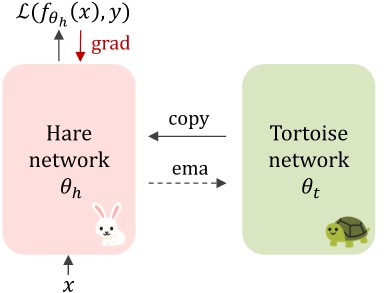 ℒ(f_{θ_h}(x), y)
grad
Hare
network
θ_h
copy
ema
Tortoise
network
θ_t
x